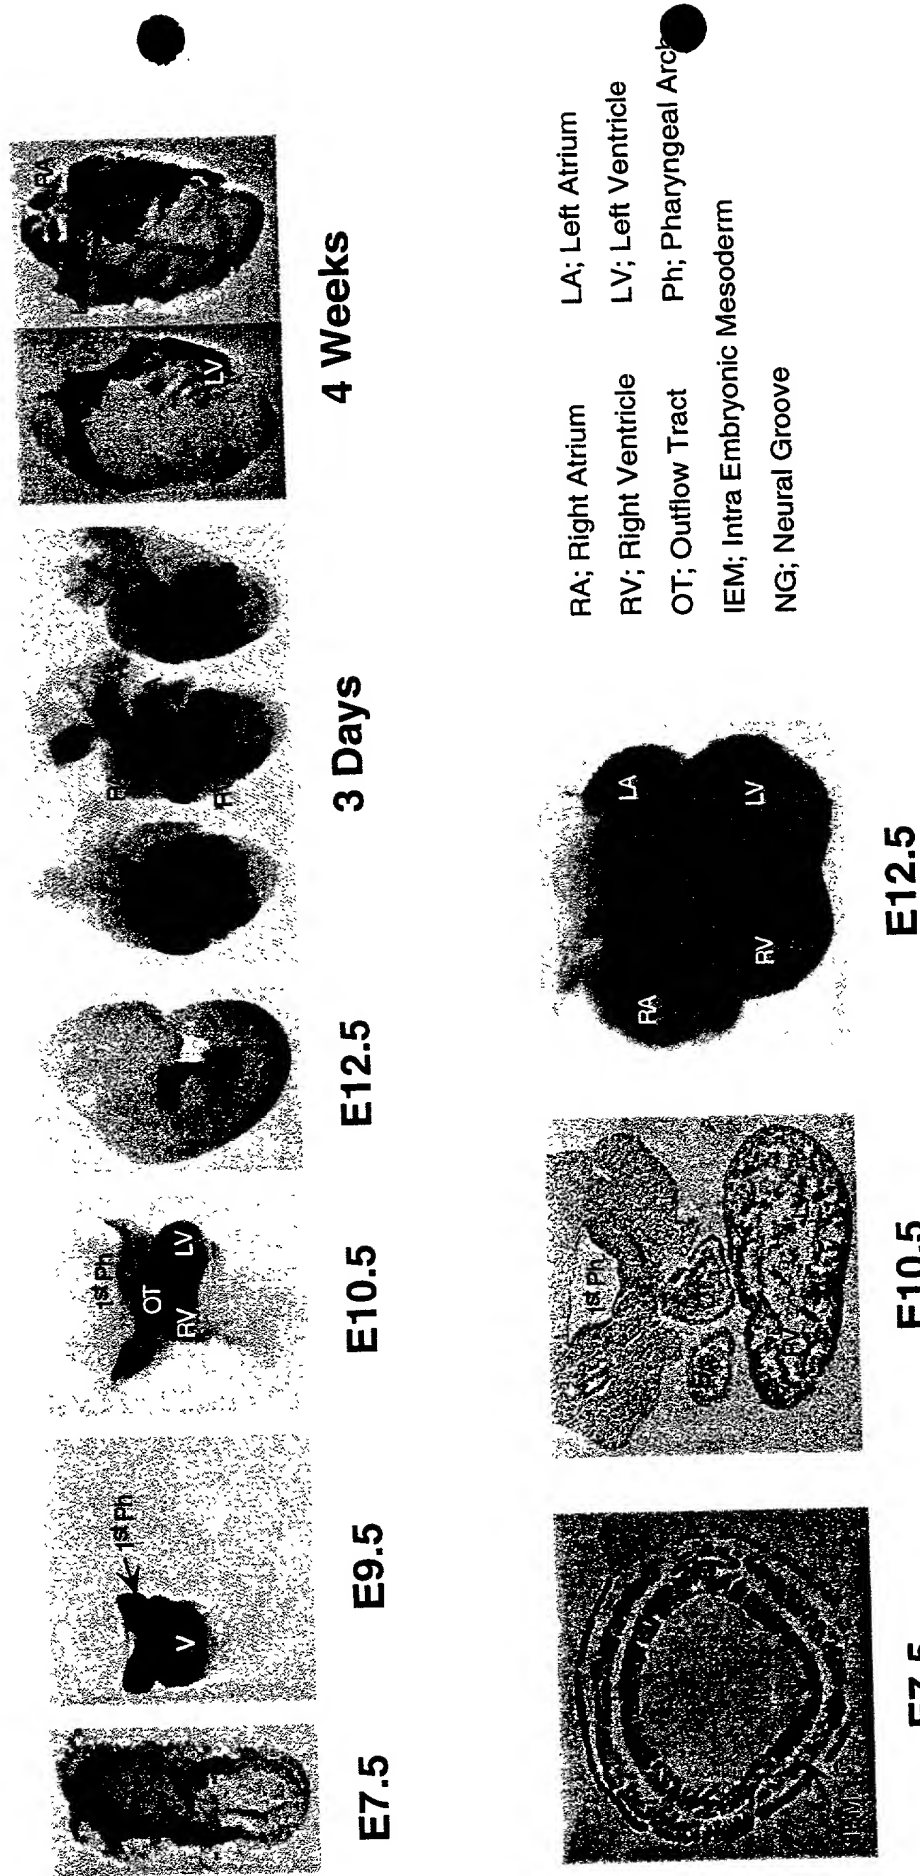 RA
LV
4 Weeks
3 Days
E12.5
1st Ph
OT
RV
LV
E10.5
1st Ph
V
E9.5
E7.5
RA; Right Atrium
LA; Left Atrium
RV; Right Ventricle
LV; Left Ventricle
OT; Outflow Tract
Ph; Pharyngeal Arch
IEM; Intra Embryonic Mesoderm
NG; Neural Groove
RA
LA
RV
LV
E12.5
1st Ph
RV
E10.5
E7.5